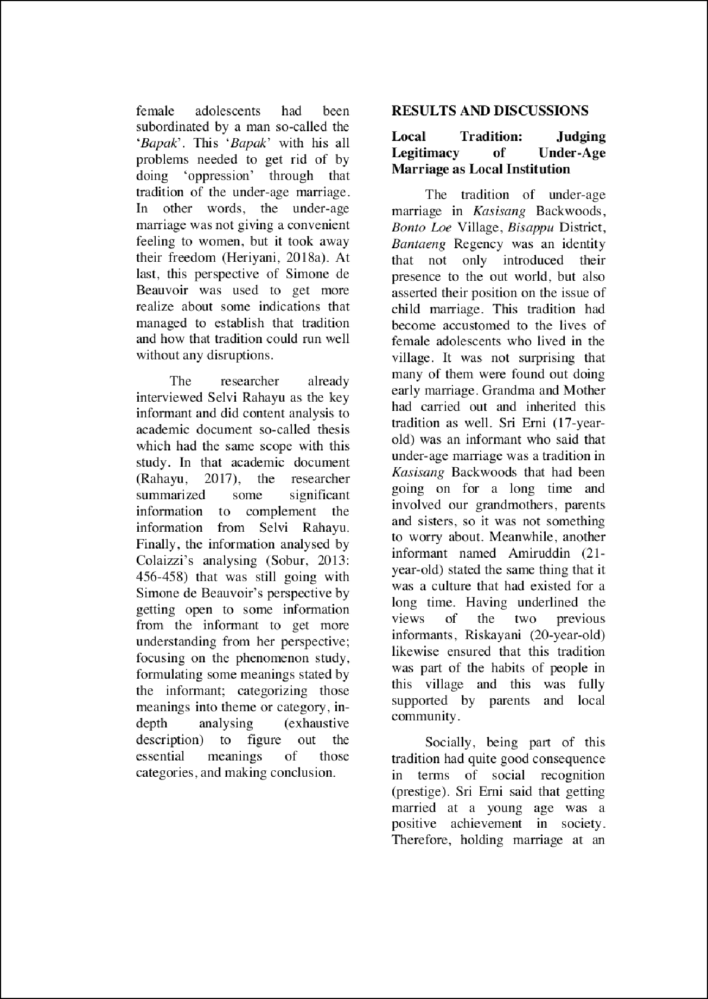 female adolescents had been
subordinated by a man so-called the
‘Bapak’. This ‘Bapak’ with his all
problems needed to get rid of by
doing ‘oppression’ through that
tradition of the under-age marriage.
In other words, the under-age
marriage was not giving a convenient
feeling to women, but it took away
their freedom (Heriyani, 2018a). At
last, this perspective of Simone de
Beauvoir was used to get more
realize about some indications that
managed to establish that tradition
and how that tradition could run well
without any disruptions.
The researcher already
interviewed Selvi Rahayu as the key
informant and did content analysis to
academic document so-called thesis
which had the same scope with this
study. In that academic document
(Rahayu, 2017), the researcher
summarized some significant
information to complement the
information from Selvi Rahayu.
Finally, the information analysed by
Colaizzi’s analysing (Sobur, 2013:
456-458) that was still going with
Simone de Beauvoir’s perspective by
getting open to some information
from the informant to get more
understanding from her perspective;
focusing on the phenomenon study,
formulating some meanings stated by
the informant; categorizing those
meanings into theme or category, in-
depth analysing (exhaustive
description) to figure out the
essential meanings of those
categories, and making conclusion.
RESULTS AND DISCUSSIONS
Local Tradition: Judging
Legitimacy of Under-Age
Marriage as Local Institution
The tradition of under-age
marriage in Kasisang Backwoods,
Bonto Loe Village, Bisappu District,
Bantaeng Regency was an identity
that not only introduced their
presence to the out world, but also
asserted their position on the issue of
child marriage. This tradition had
become accustomed to the lives of
female adolescents who lived in the
village. It was not surprising that
many of them were found out doing
early marriage. Grandma and Mother
had carried out and inherited this
tradition as well. Sri Erni (17-year-
old) was an informant who said that
under-age marriage was a tradition in
Kasisang Backwoods that had been
going on for a long time and
involved our grandmothers, parents
and sisters, so it was not something
to worry about. Meanwhile, another
informant named Amiruddin (21-
year-old) stated the same thing that it
was a culture that had existed for a
long time. Having underlined the
views of the two previous
informants, Riskayani (20-year-old)
likewise ensured that this tradition
was part of the habits of people in
this village and this was fully
supported by parents and local
community.
Socially, being part of this
tradition had quite good consequence
in terms of social recognition
(prestige). Sri Erni said that getting
married at a young age was a
positive achievement in society.
Therefore, holding marriage at an